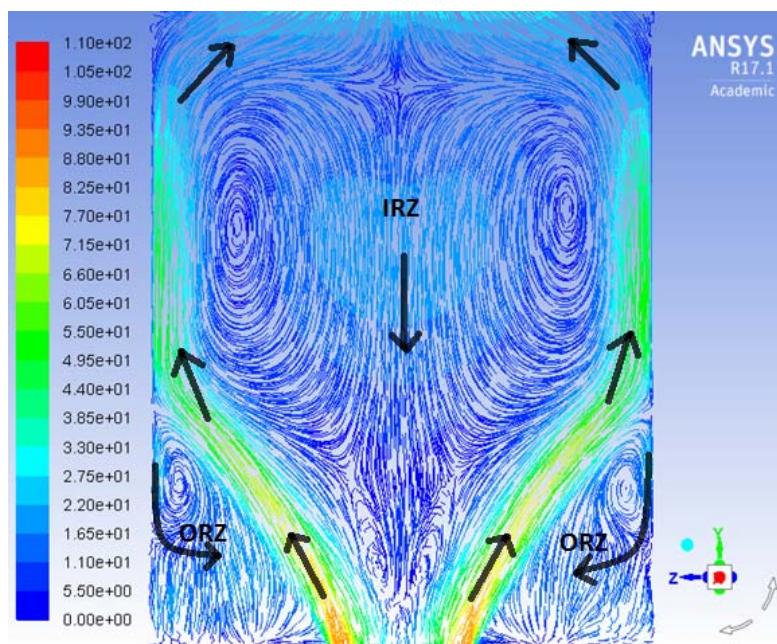 1.10e+02
1.05e+02
9.90e+01
9.35e+01
8.80e+01
8.25e+01
7.70e+01
7.15e+01
6.60e+01
6.05e+01
5.50e+01
4.95e+01
4.40e+01
3.85e+01
3.30e+01
2.75e+01
2.20e+01
1.65e+01
1.10e+01
5.50e+00
0.00e+00
ANSYS
R17.1
Academic
IRZ
ORZ
ORZ
Y
Z